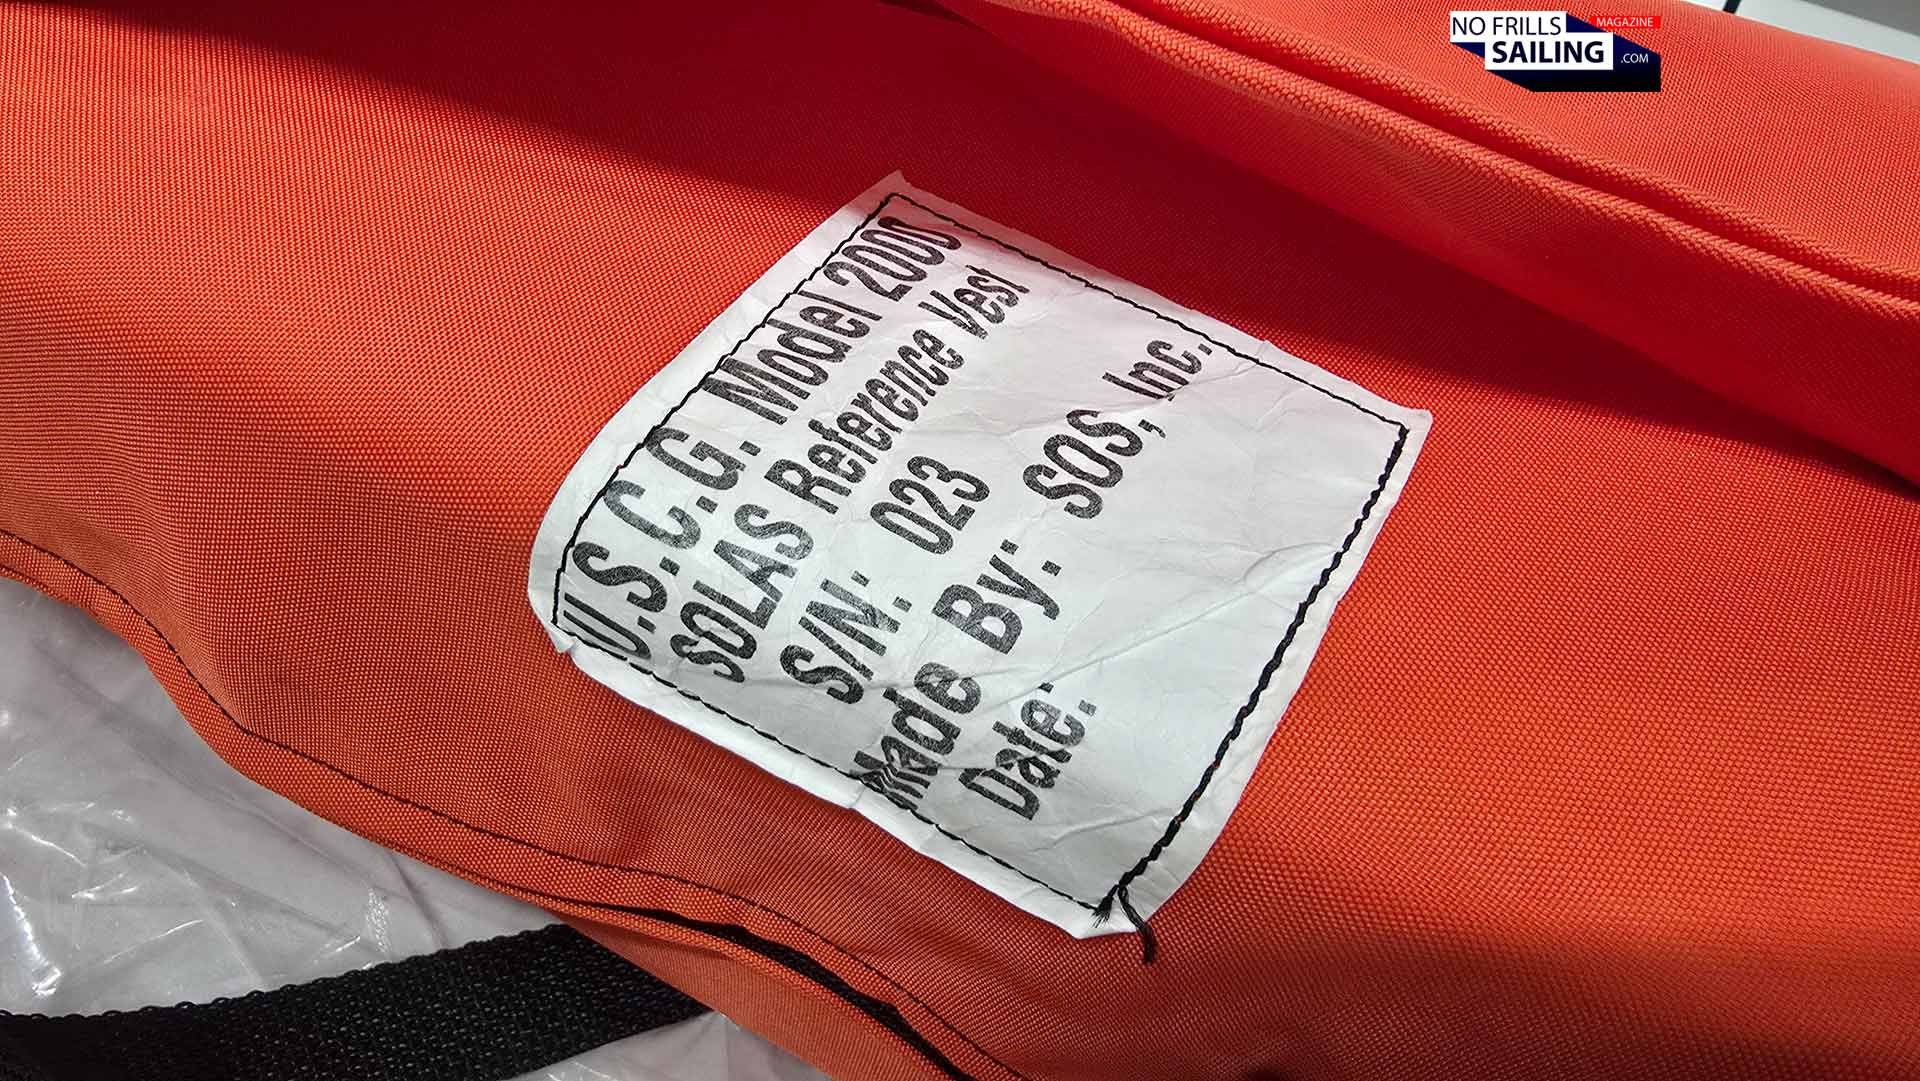 NO FRILLS MAGAZINE
SAILING .COM
U.S.C.G. Model 2000
SOLAS Reference Vest
S/N: 023
Made By: SOS, Inc.
Date: